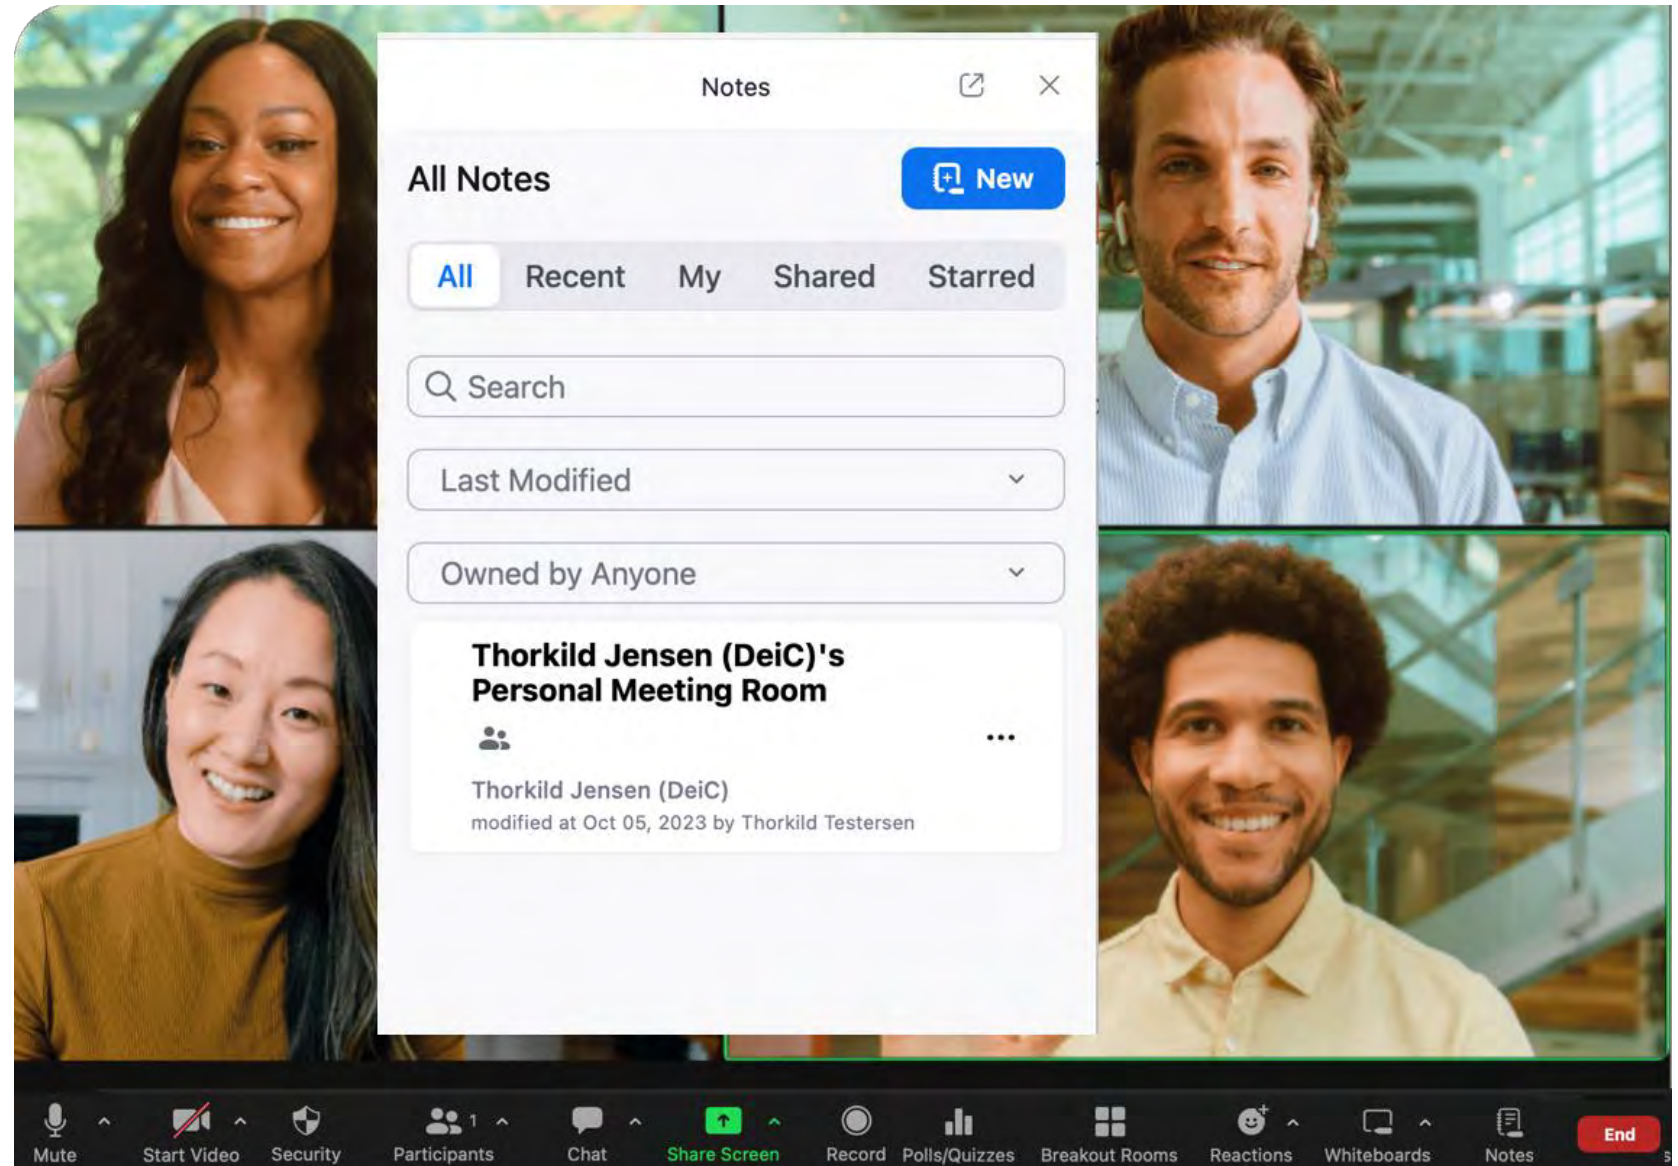 Notes
All Notes
New
All Recent My Shared Starred
Search
Last Modified
Owned by Anyone
Thorkild Jensen (DeiC)'s
Personal Meeting Room
Thorkild Jensen (DeiC)
modified at Oct 05, 2023 by Thorkild Testersen
1
Mute Start Video Security Participants Chat Share Screen Record Polls/Quizzes Breakout Rooms Reactions Whiteboards Notes End